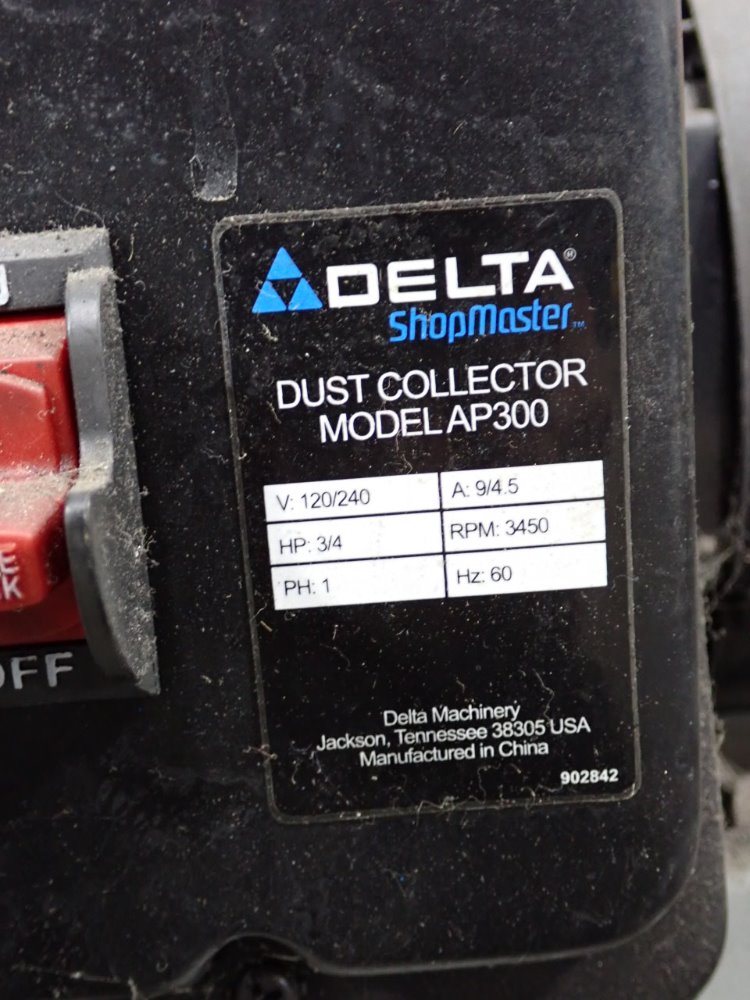 DELTA®
ShopMaster™
DUST COLLECTOR
MODEL AP300
V: 120/240 A: 9/4.5
HP: 3/4 RPM: 3450
PH: 1 Hz: 60
OFF
Delta Machinery
Jackson, Tennessee 38305 USA
Manufactured in China
902842